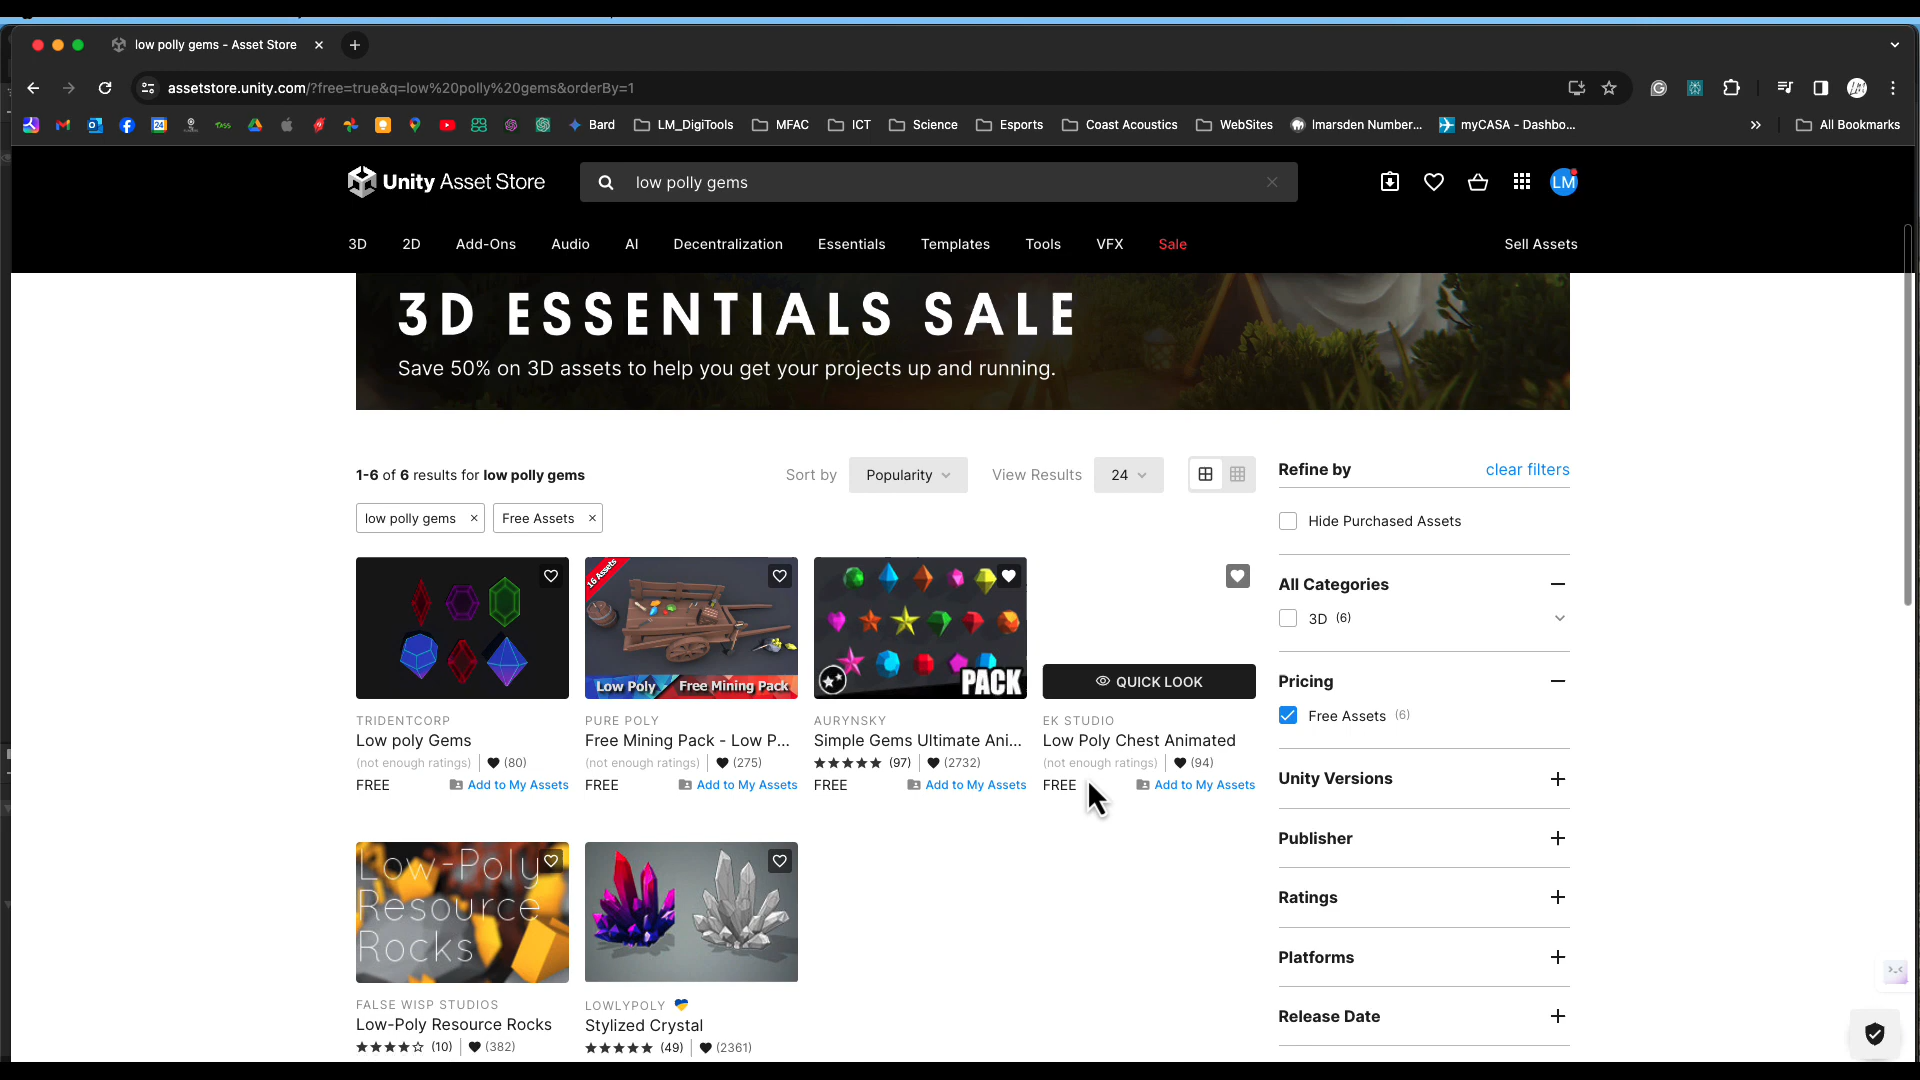 low polly gems - Asset Store
assetstore.unity.com/?free=true&q=low%20polly%20gems&orderBy=1
Bard LM_DigiTools MFAC ICT Science Esports Coast Acoustics WebSites lmarsden Number... myCASA - Dashbo... All Bookmarks
Unity Asset Store
low polly gems
LM
3D 2D Add-Ons Audio AI Decentralization Essentials Templates Tools VFX Sale Sell Assets
3D ESSENTIALS SALE
Save 50% on 3D assets to help you get your projects up and running.
1-6 of 6 results for low polly gems
Sort by Popularity View Results 24
Refine by clear filters
low polly gems × Free Assets ×
Hide Purchased Assets
16 Assets
Low Poly Free Mining Pack
PACK
QUICK LOOK
All Categories
3D (6)
Pricing
Free Assets (6)
TRIDENTCORP
Low poly Gems
(not enough ratings) (80)
FREE Add to My Assets
PURE POLY
Free Mining Pack - Low P...
(not enough ratings) (275)
FREE Add to My Assets
AURYNSKY
Simple Gems Ultimate Ani...
(97) (2732)
FREE Add to My Assets
EK STUDIO
Low Poly Chest Animated
(not enough ratings) (94)
FREE Add to My Assets
Unity Versions
Publisher
Ratings
Platforms
Release Date
Low-Poly
Resource
Rocks
FALSE WISP STUDIOS
Low-Poly Resource Rocks
(10) (382)
LOWLYPOLY
Stylized Crystal
(49) (2361)